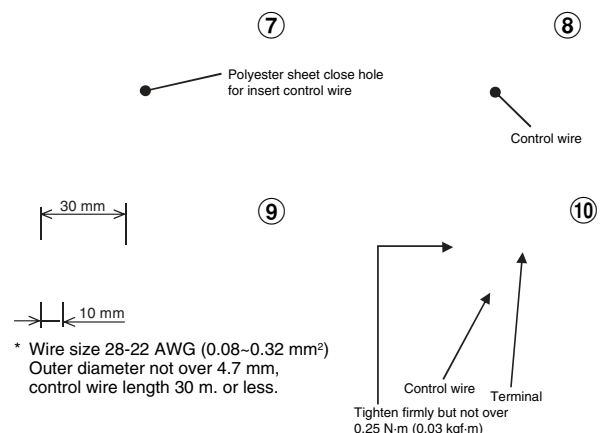 ⑦
Polyester sheet close hole
for insert control wire
⑧
Control wire
30 mm
⑨
10 mm
* Wire size 28-22 AWG (0.08~0.32 mm²)
Outer diameter not over 4.7 mm,
control wire length 30 m. or less.
⑩
Control wire
Terminal
Tighten firmly but not over
0.25 N·m (0.03 kgf·m)